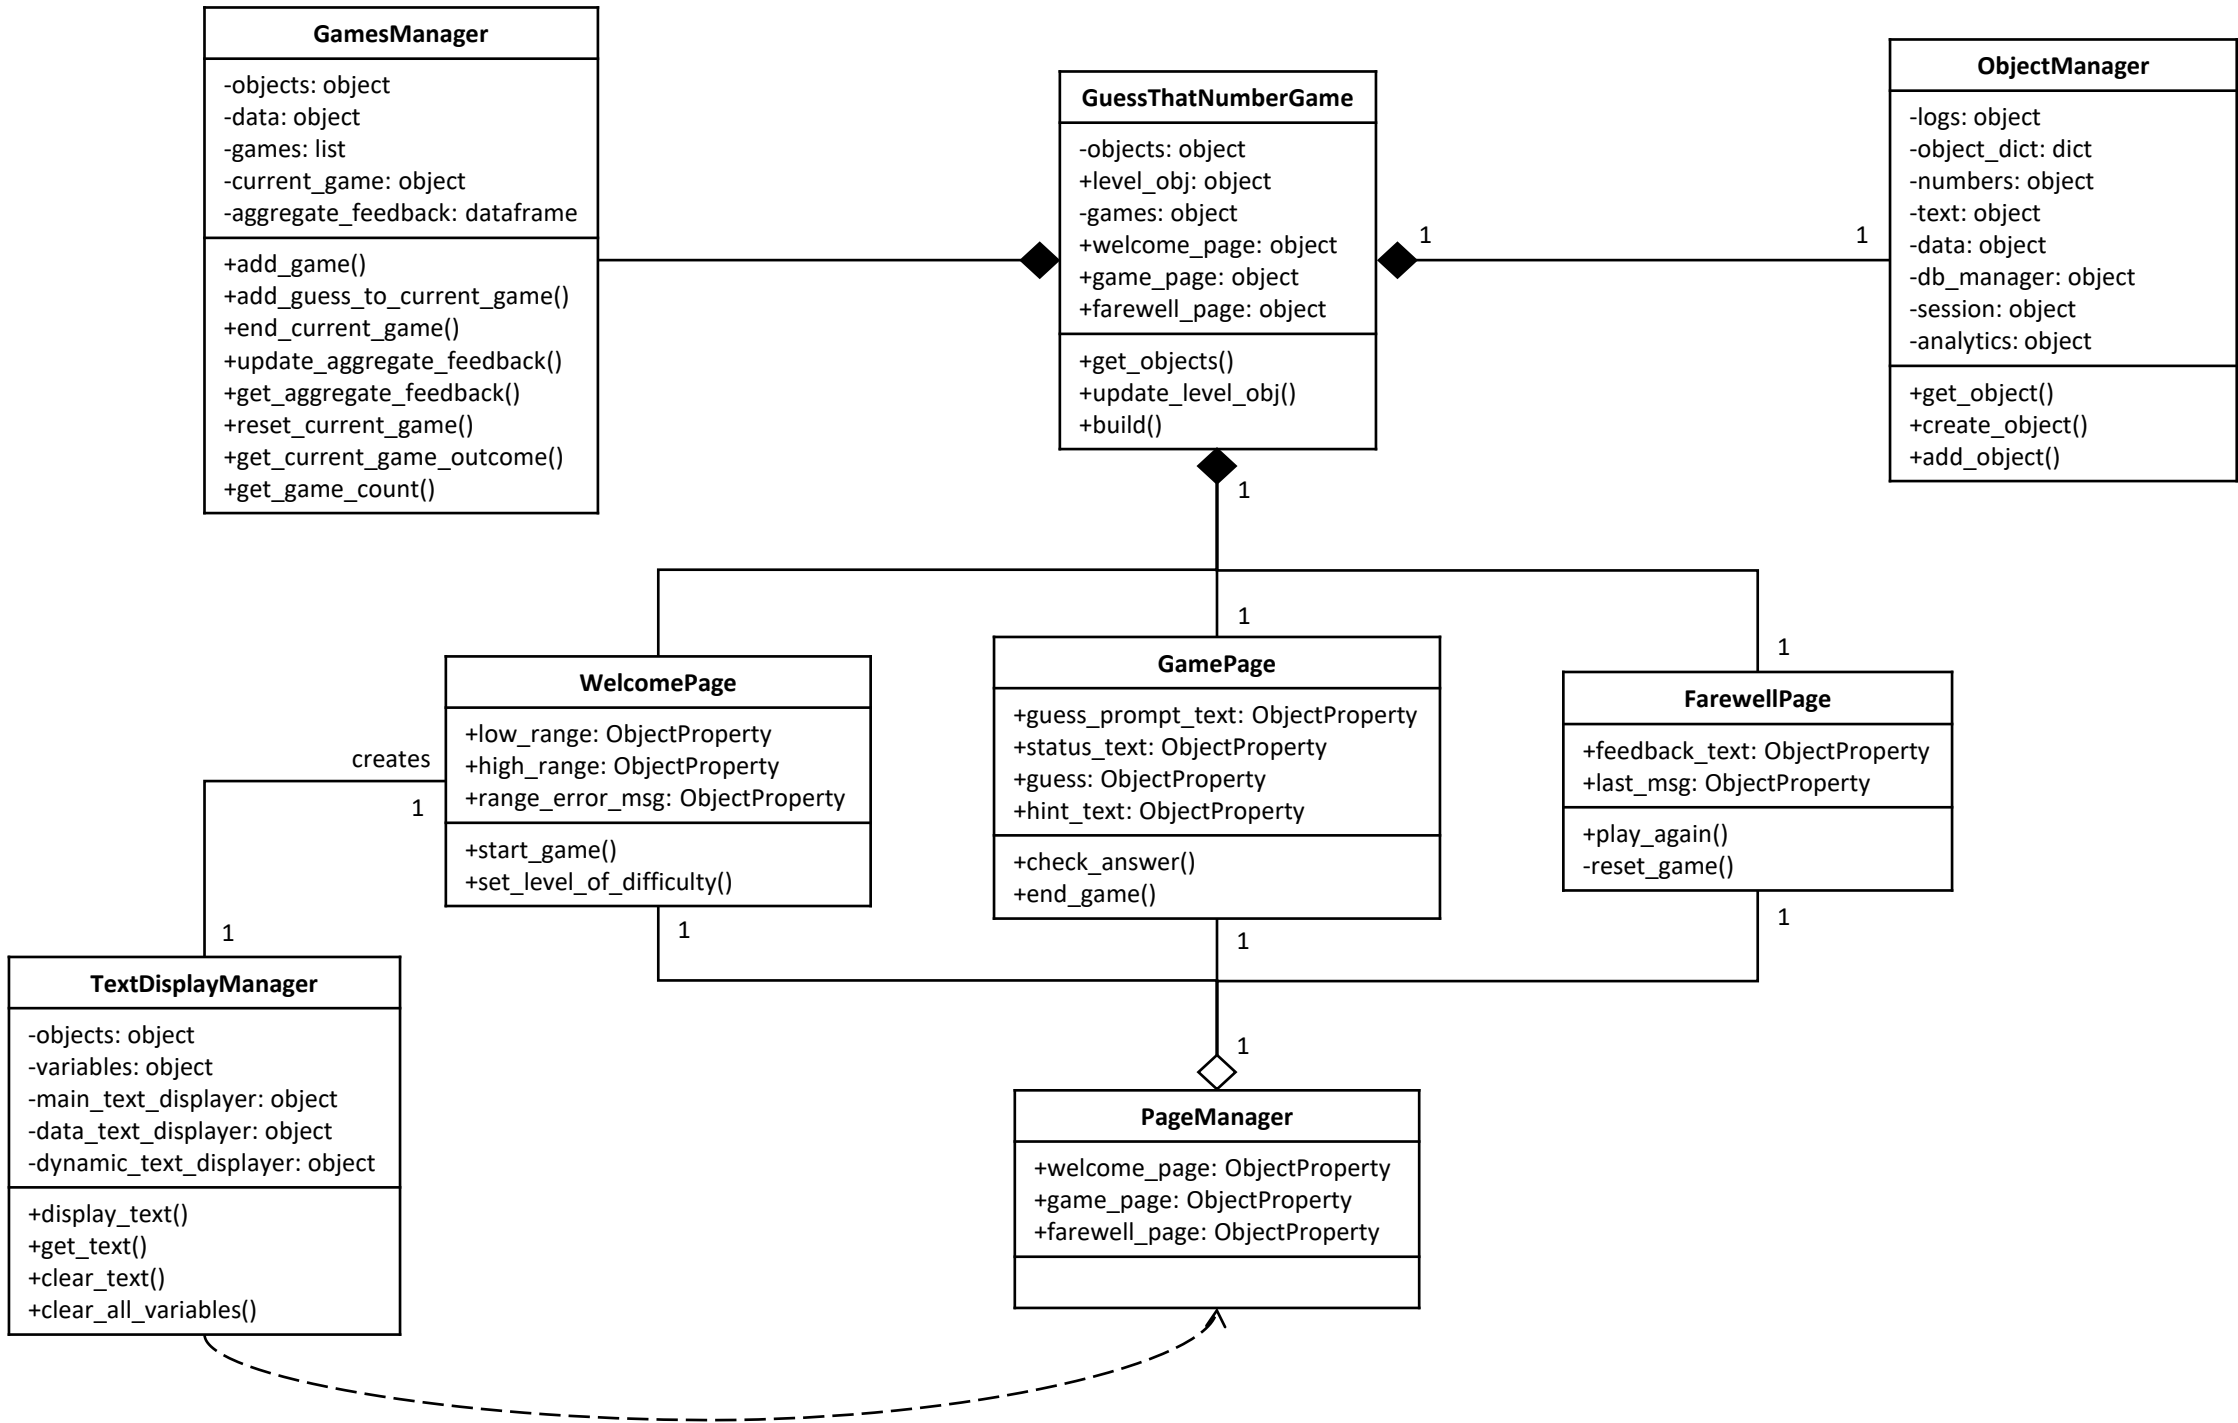 GamesManager
-objects: object
-data: object
-games: list
-current_game: object
-aggregate_feedback: dataframe
+add_game()
+add_guess_to_current_game()
+end_current_game()
+update_aggregate_feedback()
+get_aggregate_feedback()
+reset_current_game()
+get_current_game_outcome()
+get_game_count()
GuessThatNumberGame
-objects: object
+level_obj: object
-games: object
+welcome_page: object
+game_page: object
+farewell_page: object
+get_objects()
+update_level_obj()
+build()
1
1
ObjectManager
-logs: object
-object_dict: dict
-numbers: object
-text: object
-data: object
-db_manager: object
-session: object
-analytics: object
+get_object()
+create_object()
+add_object()
1
1
1
WelcomePage
+low_range: ObjectProperty
+high_range: ObjectProperty
+range_error_msg: ObjectProperty
+start_game()
+set_level_of_difficulty()
GamePage
+guess_prompt_text: ObjectProperty
+status_text: ObjectProperty
+guess: ObjectProperty
+hint_text: ObjectProperty
+check_answer()
+end_game()
FarewellPage
+feedback_text: ObjectProperty
+last_msg: ObjectProperty
+play_again()
-reset_game()
creates
1
1
1
1
1
TextDisplayManager
-objects: object
-variables: object
-main_text_displayer: object
-data_text_displayer: object
-dynamic_text_displayer: object
+display_text()
+get_text()
+clear_text()
+clear_all_variables()
1
PageManager
+welcome_page: ObjectProperty
+game_page: ObjectProperty
+farewell_page: ObjectProperty